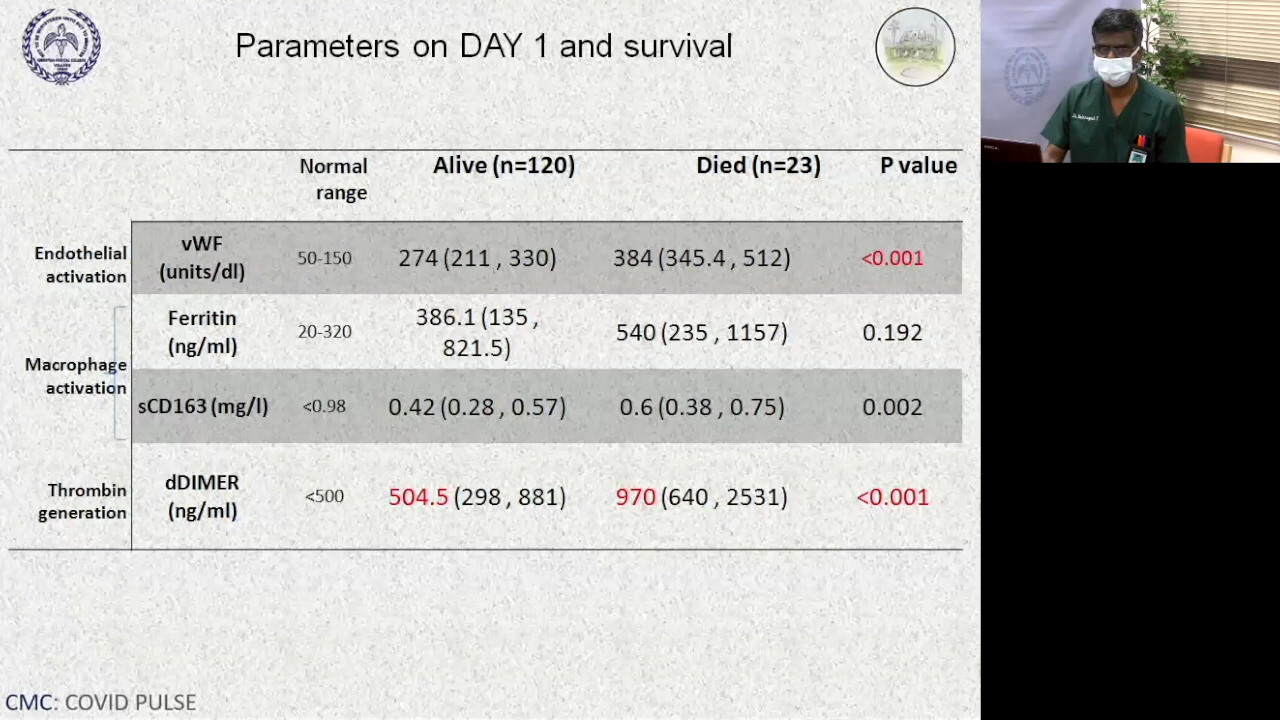 Parameters on DAY 1 and survival
Normal range
Alive (n=120)
Died (n=23)
P value
Endothelial activation
vWF (units/dl)
50-150
274 (211 , 330)
384 (345.4 , 512)
<0.001
Macrophage activation
Ferritin (ng/ml)
20-320
386.1 (135 , 821.5)
540 (235 , 1157)
0.192
sCD163 (mg/l)
<0.98
0.42 (0.28 , 0.57)
0.6 (0.38 , 0.75)
0.002
Thrombin generation
dDIMER (ng/ml)
<500
504.5 (298 , 881)
970 (640 , 2531)
<0.001
CMC: COVID PULSE